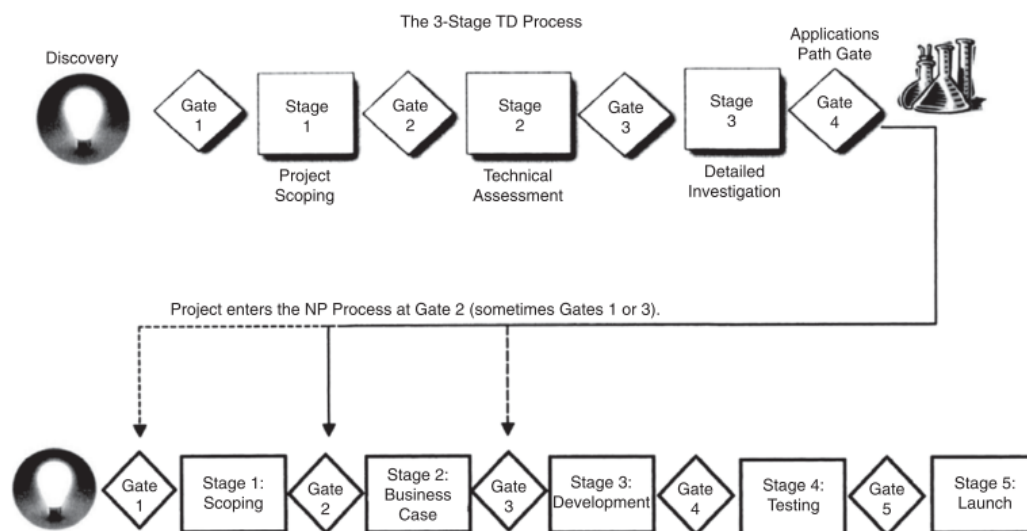 The 3-Stage TD Process
Discovery
Applications
Path Gate
Gate
1
Stage
1
Gate
2
Stage
2
Gate
3
Stage
3
Gate
4
Project
Scoping
Technical
Assessment
Detailed
Investigation
Project enters the NP Process at Gate 2 (sometimes Gates 1 or 3).
Gate
1
Stage 1:
Scoping
Gate
2
Stage 2:
Business
Case
Gate
3
Stage 3:
Development
Gate
4
Stage 4:
Testing
Gate
5
Stage 5:
Launch